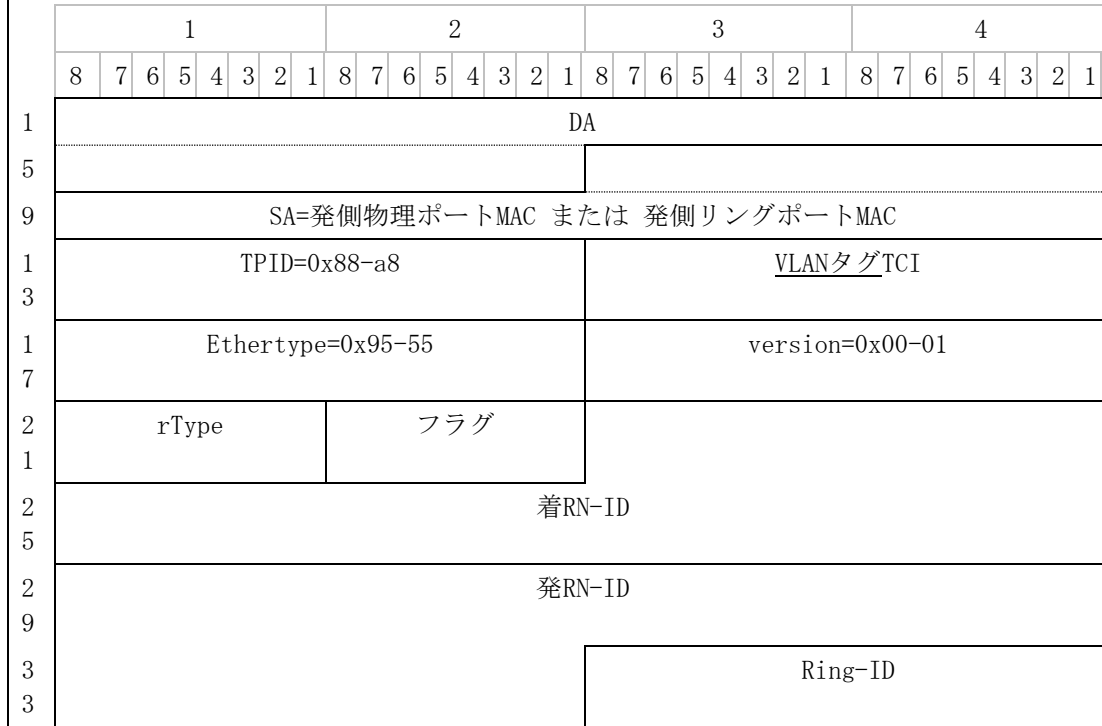 1 2 3 4
8 7 6 5 4 3 2 1 8 7 6 5 4 3 2 1 8 7 6 5 4 3 2 1 8 7 6 5 4 3 2 1
1 DA
5
9 SA=発側物理ポートMAC または 発側リングポートMAC
1 TPID=0x88-a8 VLANタグTCI
3
1 Ethertype=0x95-55 version=0x00-01
7
2 rType フラグ
1
2 着RN-ID
5
2 発RN-ID
9
3 Ring-ID
3